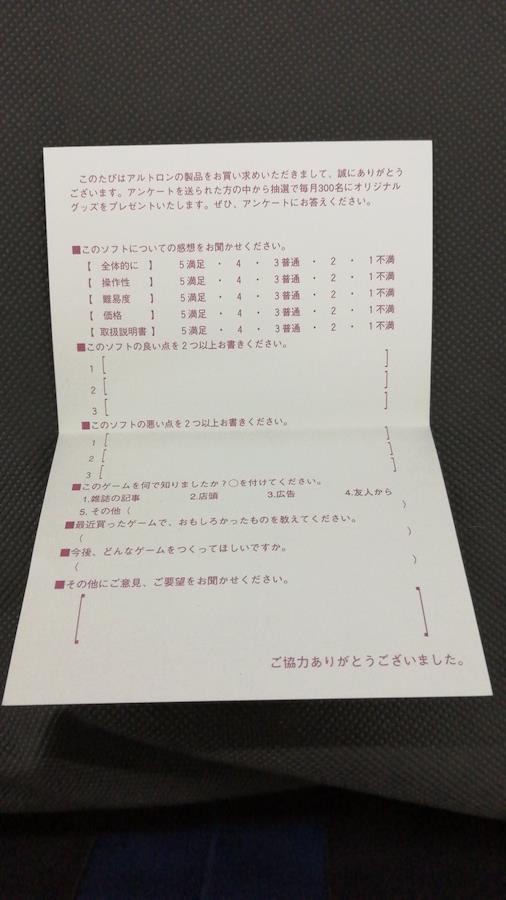 このたびはアルトロンの製品をお買い求めいただきまして、誠にありがとう
ございます。アンケートを送られた方の中から抽選で毎月300名にオリジナル
グッズをプレゼントいたします。ぜひ、アンケートにお答えください。
■このソフトについての感想をお聞かせください。
【 全体的に 】 5満足 ・ 4 ・ 3普通 ・ 2 ・ 1不満
【 操作性 】 5満足 ・ 4 ・ 3普通 ・ 2 ・ 1不満
【 難易度 】 5満足 ・ 4 ・ 3普通 ・ 2 ・ 1不満
【 価格 】 5満足 ・ 4 ・ 3普通 ・ 2 ・ 1不満
【 取扱説明書 】 5満足 ・ 4 ・ 3普通 ・ 2 ・ 1不満
■このソフトの良い点を2つ以上お書きください。
1 [ ]
2 [ ]
3 [ ]
■このソフトの悪い点を2つ以上お書きください。
1 [ ]
2 [ ]
3 [ ]
■このゲームを何で知りましたか?○を付けてください。
1.雑誌の記事 2.店頭 3.広告 4.友人から
5.その他( )
■最近買ったゲームで、おもしろかったものを教えてください。
( )
■今後、どんなゲームをつくってほしいですか。
( )
■その他にご意見、ご要望をお聞かせください。
[ ]
ご協力ありがとうございました。